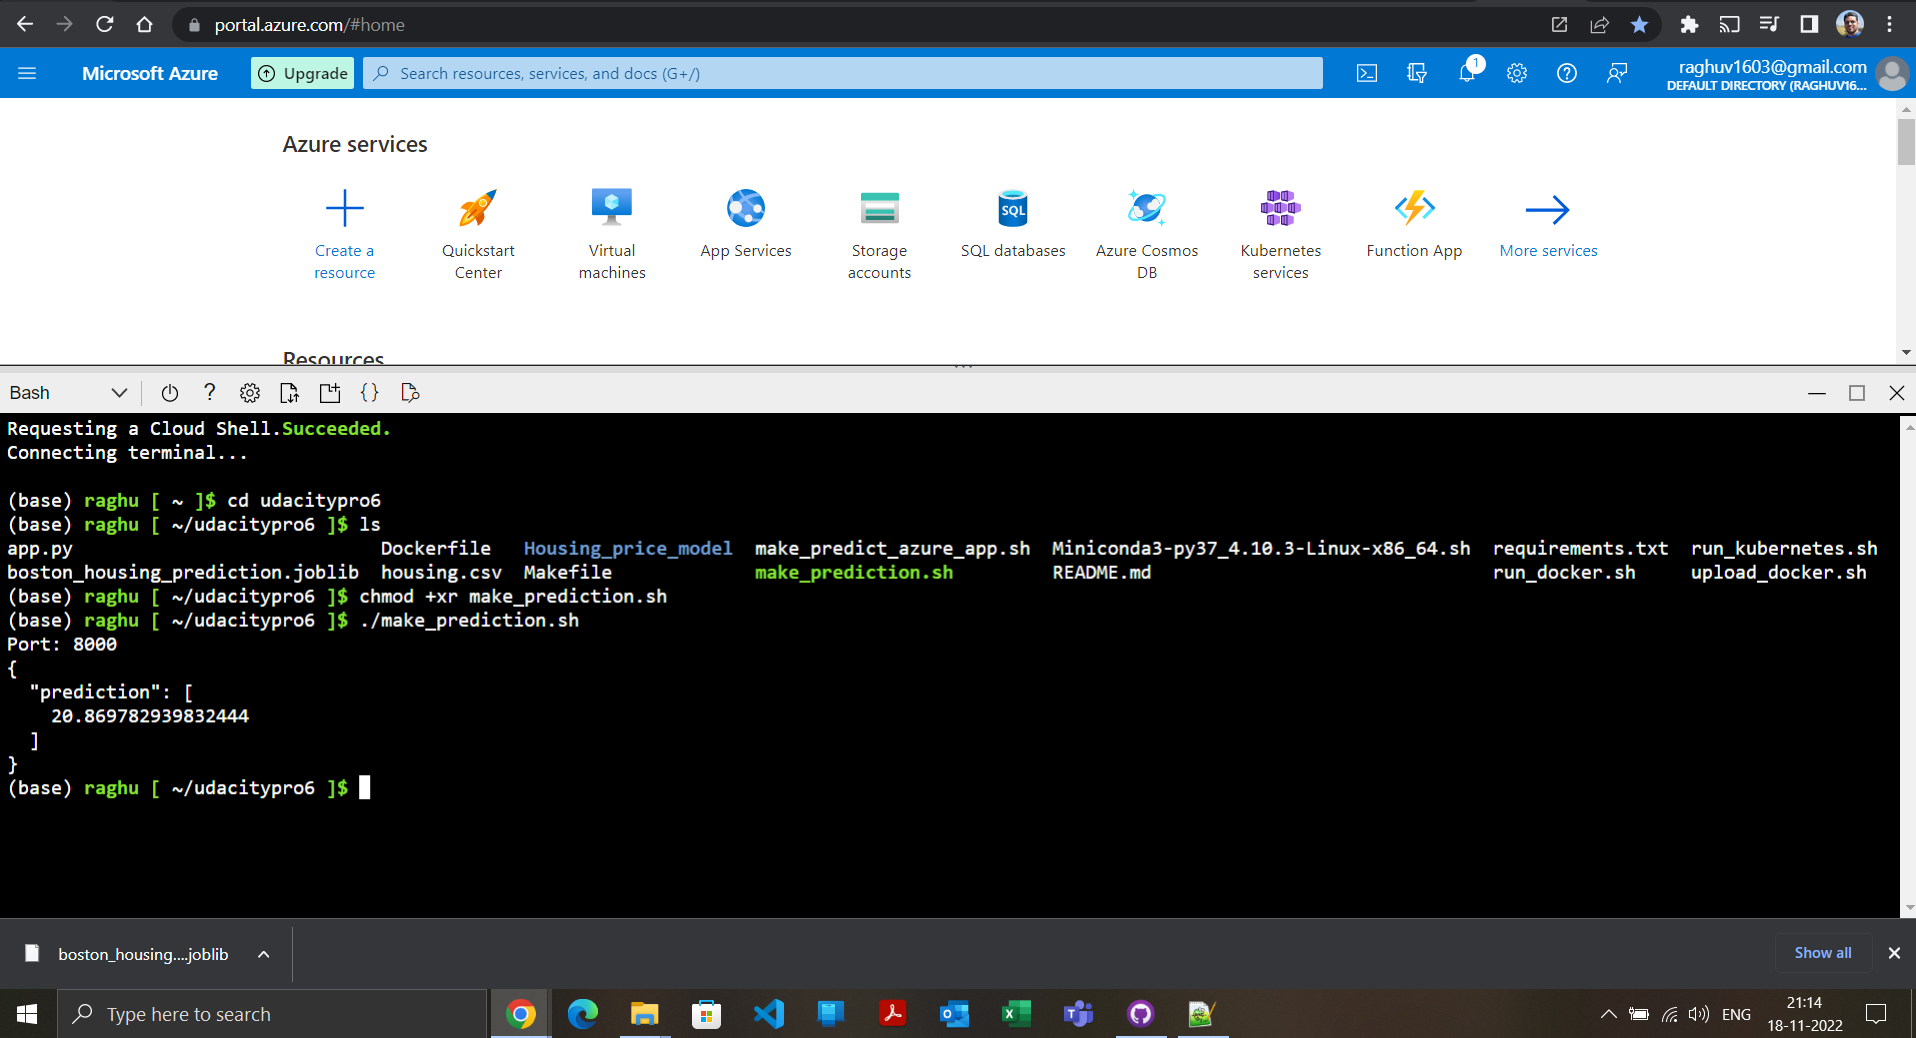 portal.azure.com/#home
Microsoft Azure
Upgrade
Search resources, services, and docs (G+/)
1
raghuv1603@gmail.com
DEFAULT DIRECTORY (RAGHUV16...
Azure services
Create a resource
Quickstart Center
Virtual machines
App Services
Storage accounts
SQL
SQL databases
Azure Cosmos DB
Kubernetes services
Function App
More services
Resources
Bash
Requesting a Cloud Shell.Succeeded.
Connecting terminal...
(base) raghu [ ~ ]$ cd udacitypro6
(base) raghu [ ~/udacitypro6 ]$ ls
app.py Dockerfile Housing_price_model make_predict_azure_app.sh Miniconda3-py37_4.10.3-Linux-x86_64.sh requirements.txt run_kubernetes.sh
boston_housing_prediction.joblib housing.csv Makefile make_prediction.sh README.md run_docker.sh upload_docker.sh
(base) raghu [ ~/udacitypro6 ]$ chmod +xr make_prediction.sh
(base) raghu [ ~/udacitypro6 ]$ ./make_prediction.sh
Port: 8000
{
"prediction": [
20.869782939832444
]
}
(base) raghu [ ~/udacitypro6 ]$
boston_housing....joblib
Show all
Type here to search
ENG
21:14
18-11-2022